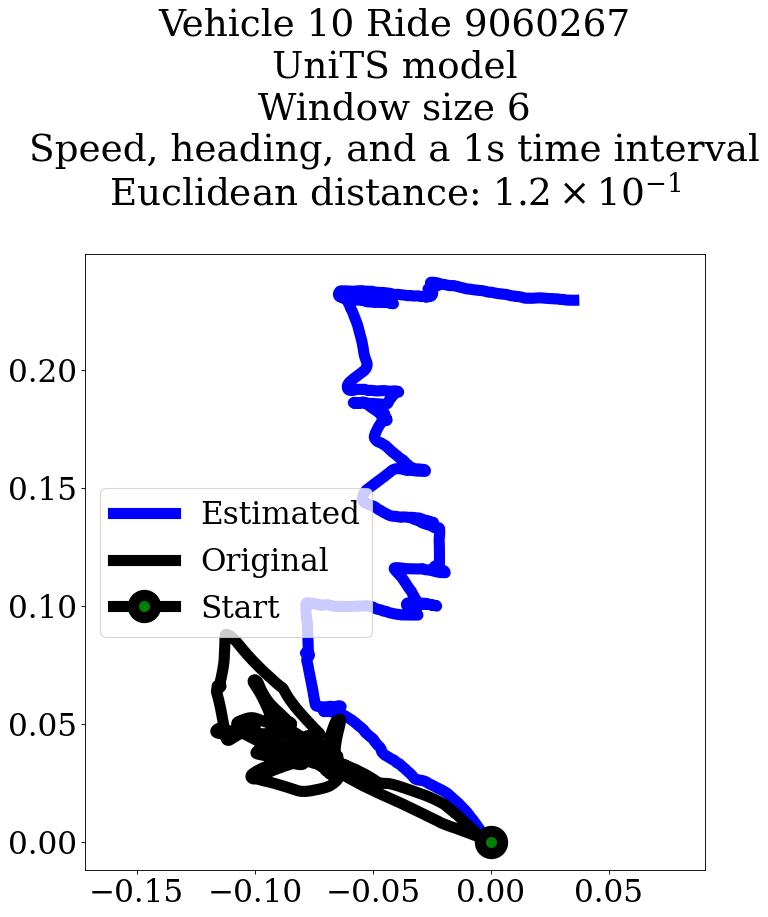 Vehicle 10 Ride 9060267
UniTS model
Window size 6
Speed, heading, and a 1s time interval
Euclidean distance: 1.2 × 10⁻¹
0.20
0.15
0.10
0.05
0.00
Estimated
Original
Start
−0.15 −0.10 −0.05 0.00 0.05